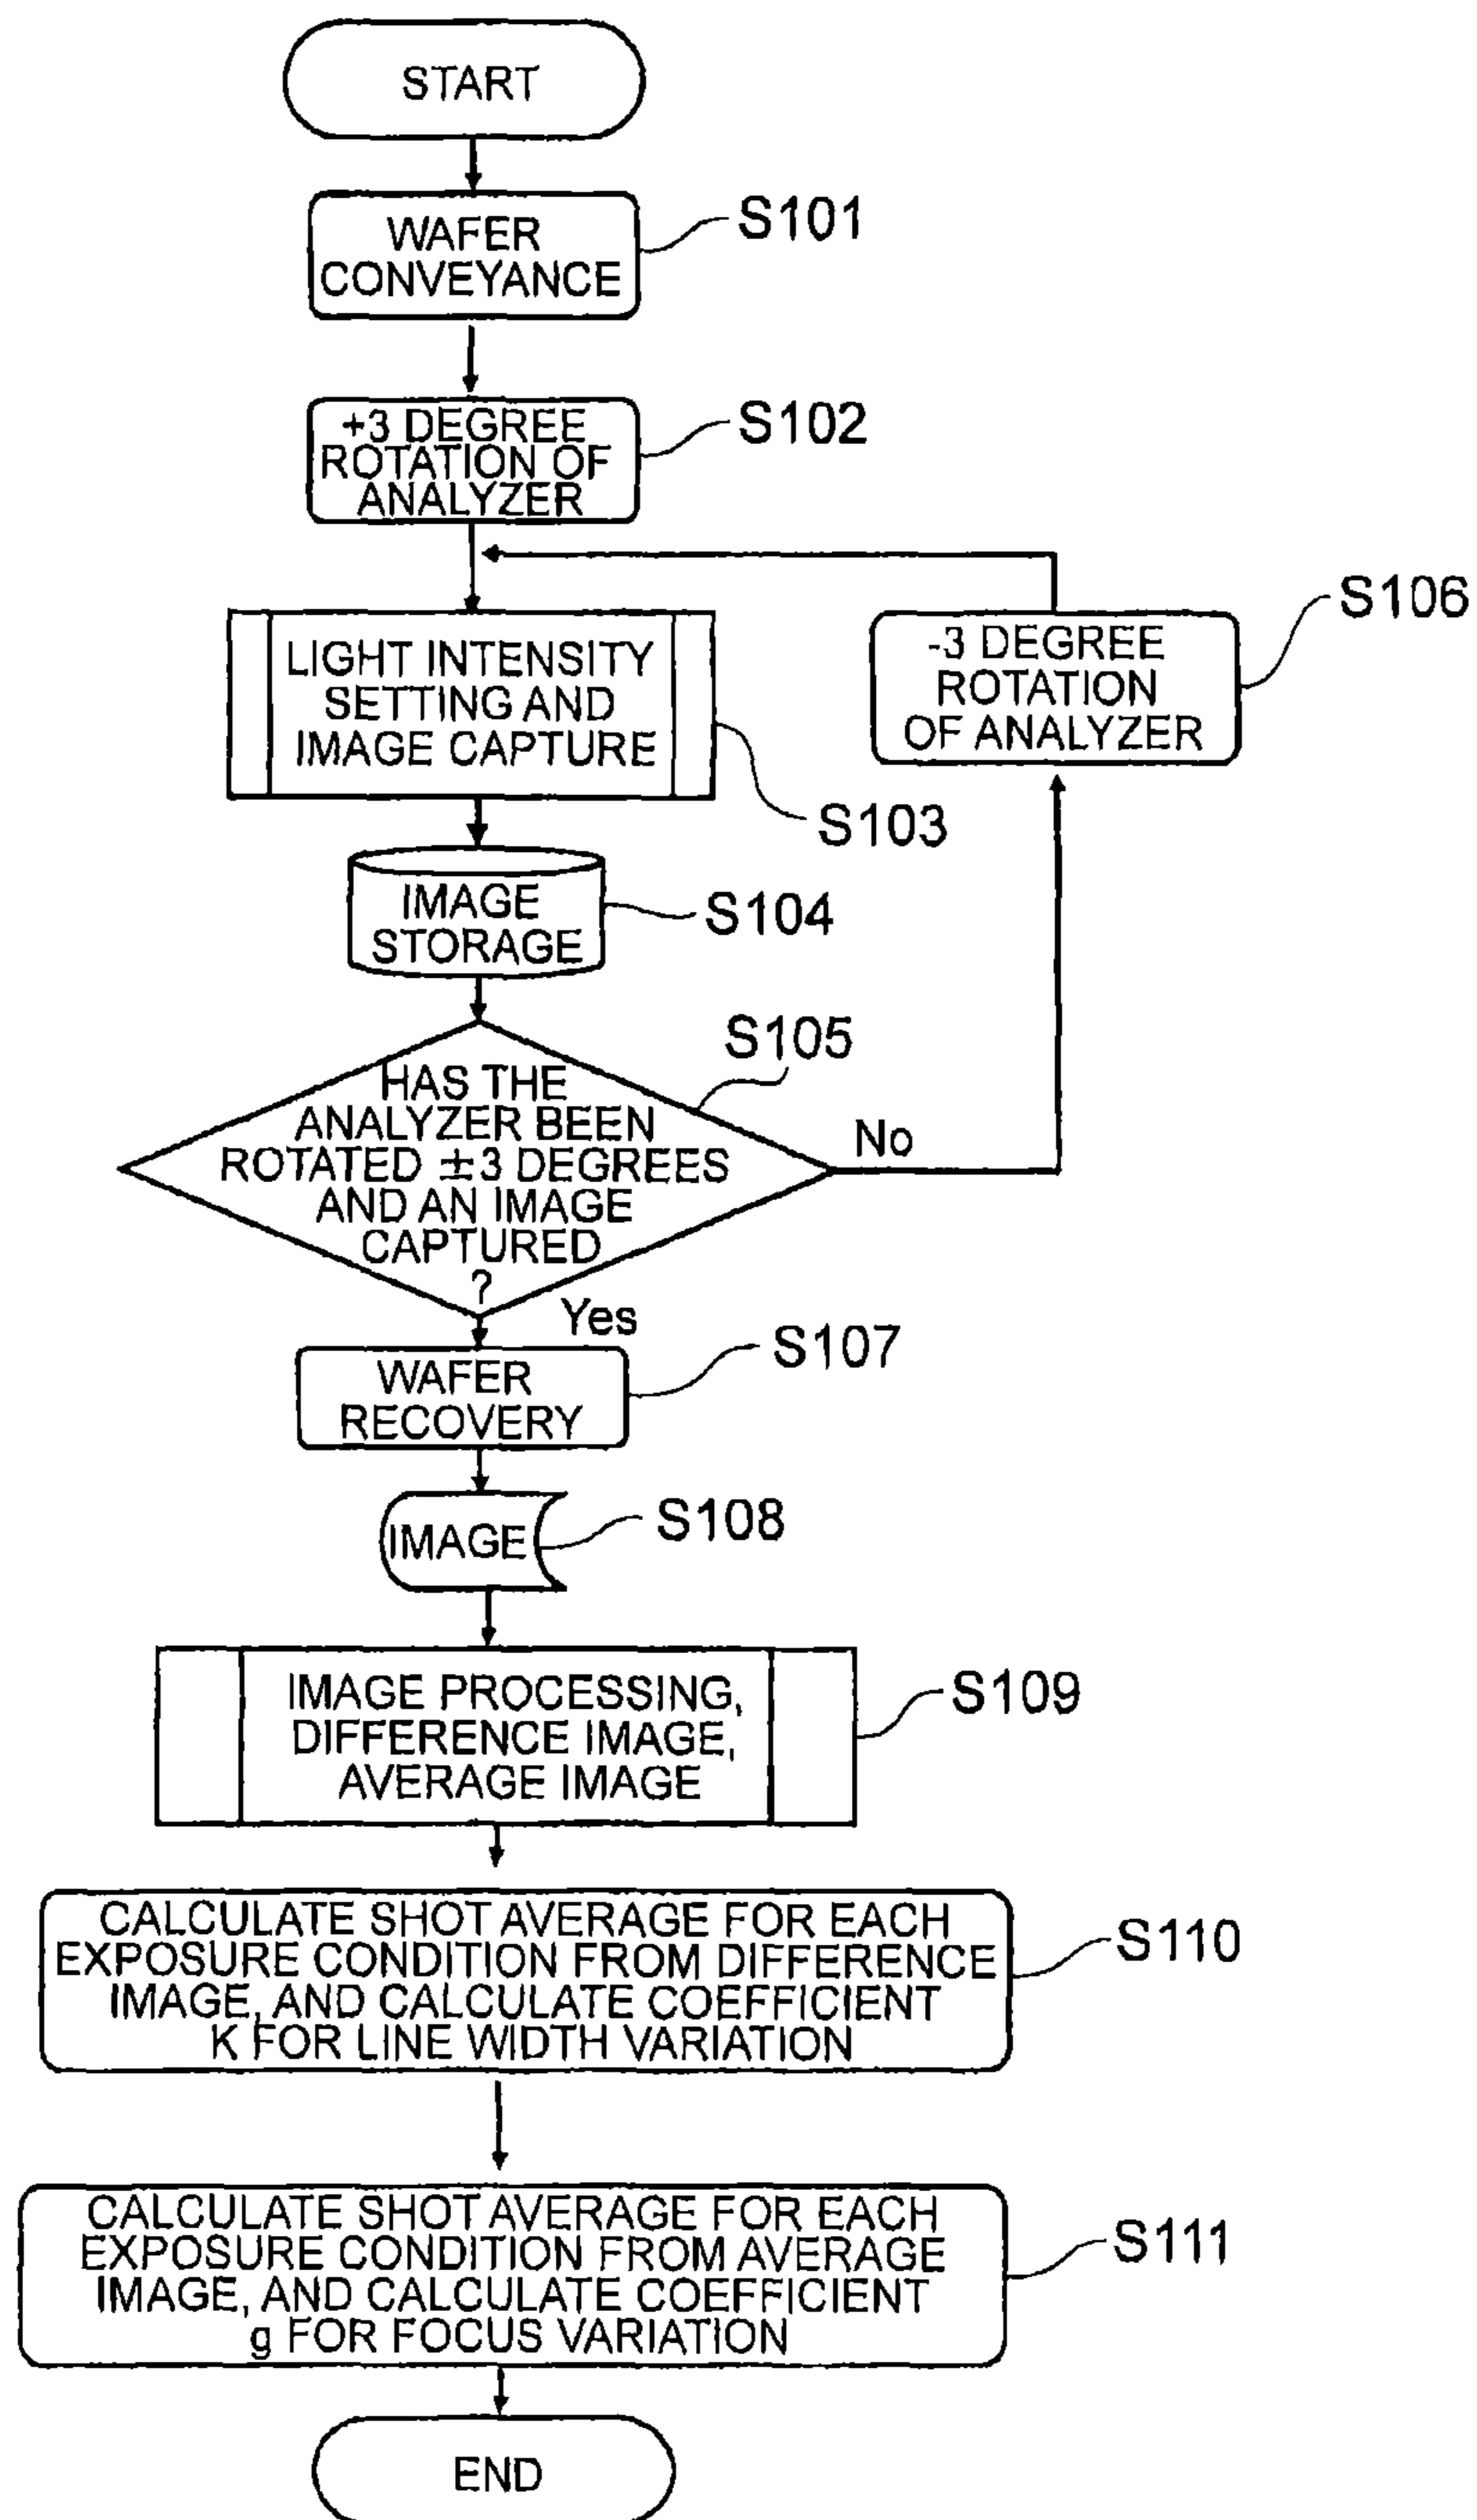 START
WAFER
CONVEYANCE
S101
+3 DEGREE
ROTATION OF
ANALYZER
S102
LIGHT INTENSITY
SETTING AND
IMAGE CAPTURE
S103
-3 DEGREE
ROTATION
OF ANALYZER
S106
IMAGE
STORAGE
S104
HAS THE
ANALYZER BEEN
ROTATED ±3 DEGREES
AND AN IMAGE
CAPTURED
?
S105
No
Yes
WAFER
RECOVERY
S107
IMAGE
S108
IMAGE PROCESSING,
DIFFERENCE IMAGE,
AVERAGE IMAGE
S109
CALCULATE SHOT AVERAGE FOR EACH
EXPOSURE CONDITION FROM DIFFERENCE
IMAGE, AND CALCULATE COEFFICIENT
K FOR LINE WIDTH VARIATION
S110
CALCULATE SHOT AVERAGE FOR EACH
EXPOSURE CONDITION FROM AVERAGE
IMAGE, AND CALCULATE COEFFICIENT
g FOR FOCUS VARIATION
S111
END